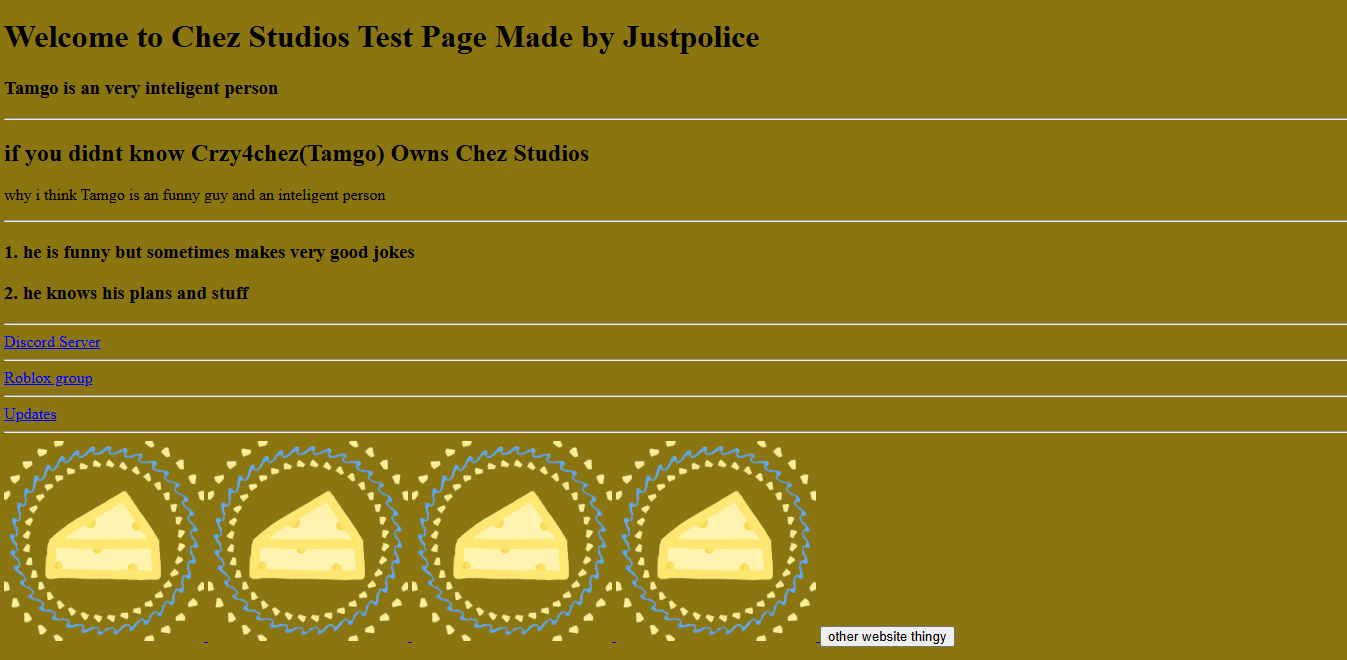 Welcome to Chez Studios Test Page Made by Justpolice
Tamgo is an very inteligent person
if you didnt know Crzy4chez(Tamgo) Owns Chez Studios
why i think Tamgo is an funny guy and an inteligent person
1. he is funny but sometimes makes very good jokes
2. he knows his plans and stuff
Discord Server
Roblox group
Updates
other website thingy